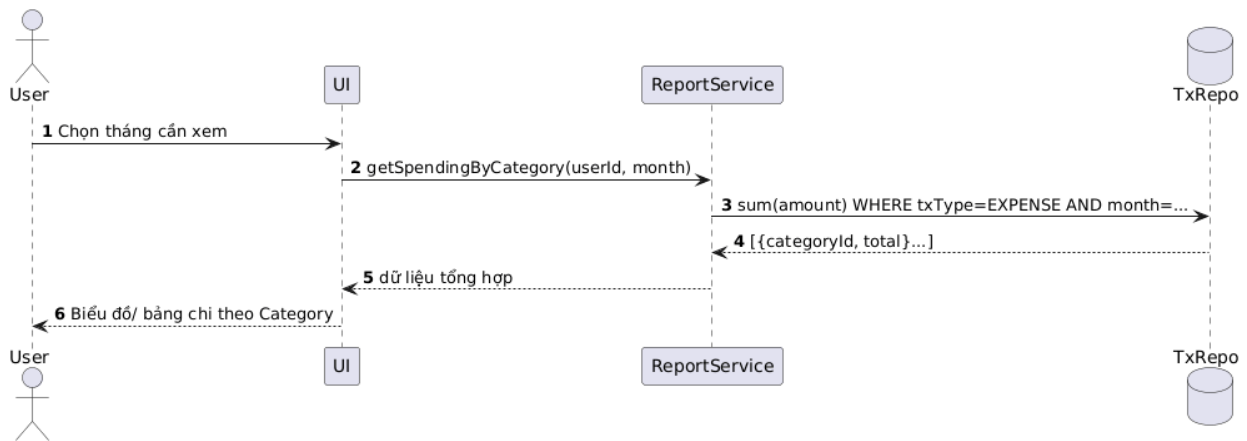 User
UI
ReportService
TxRepo
1 Chọn tháng cần xem
2 getSpendingByCategory(userId, month)
3 sum(amount) WHERE txType=EXPENSE AND month=...
4 [{categoryId, total}...]
5 dữ liệu tổng hợp
6 Biểu đồ/ bảng chi theo Category
User
UI
ReportService
TxRepo